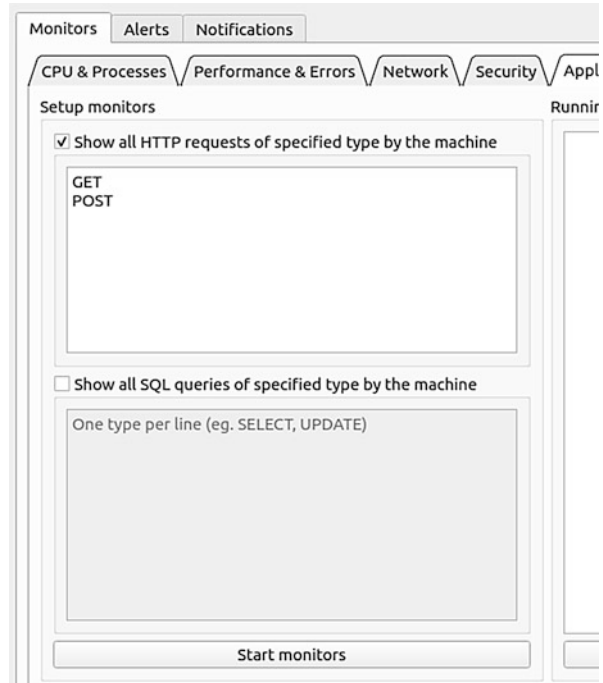 Monitors Alerts Notifications
CPU & Processes Performance & Errors Network Security Appl
Setup monitors Runnin
Show all HTTP requests of specified type by the machine
GET
POST
Show all SQL queries of specified type by the machine
One type per line (eg. SELECT, UPDATE)
Start monitors